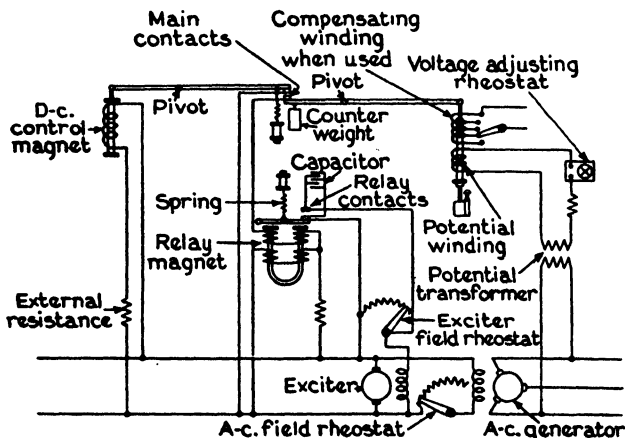 Main
contacts
Compensating
winding
when used
Pivot
Voltage adjusting
rheostat
D-c.
control
magnet
Pivot
Counter
weight
Capacitor
Relay
contacts
Spring
Relay
magnet
Potential
winding
Potential
transformer
External
resistance
Exciter
field rheostat
Exciter
A-c. field rheostat
A-c. generator